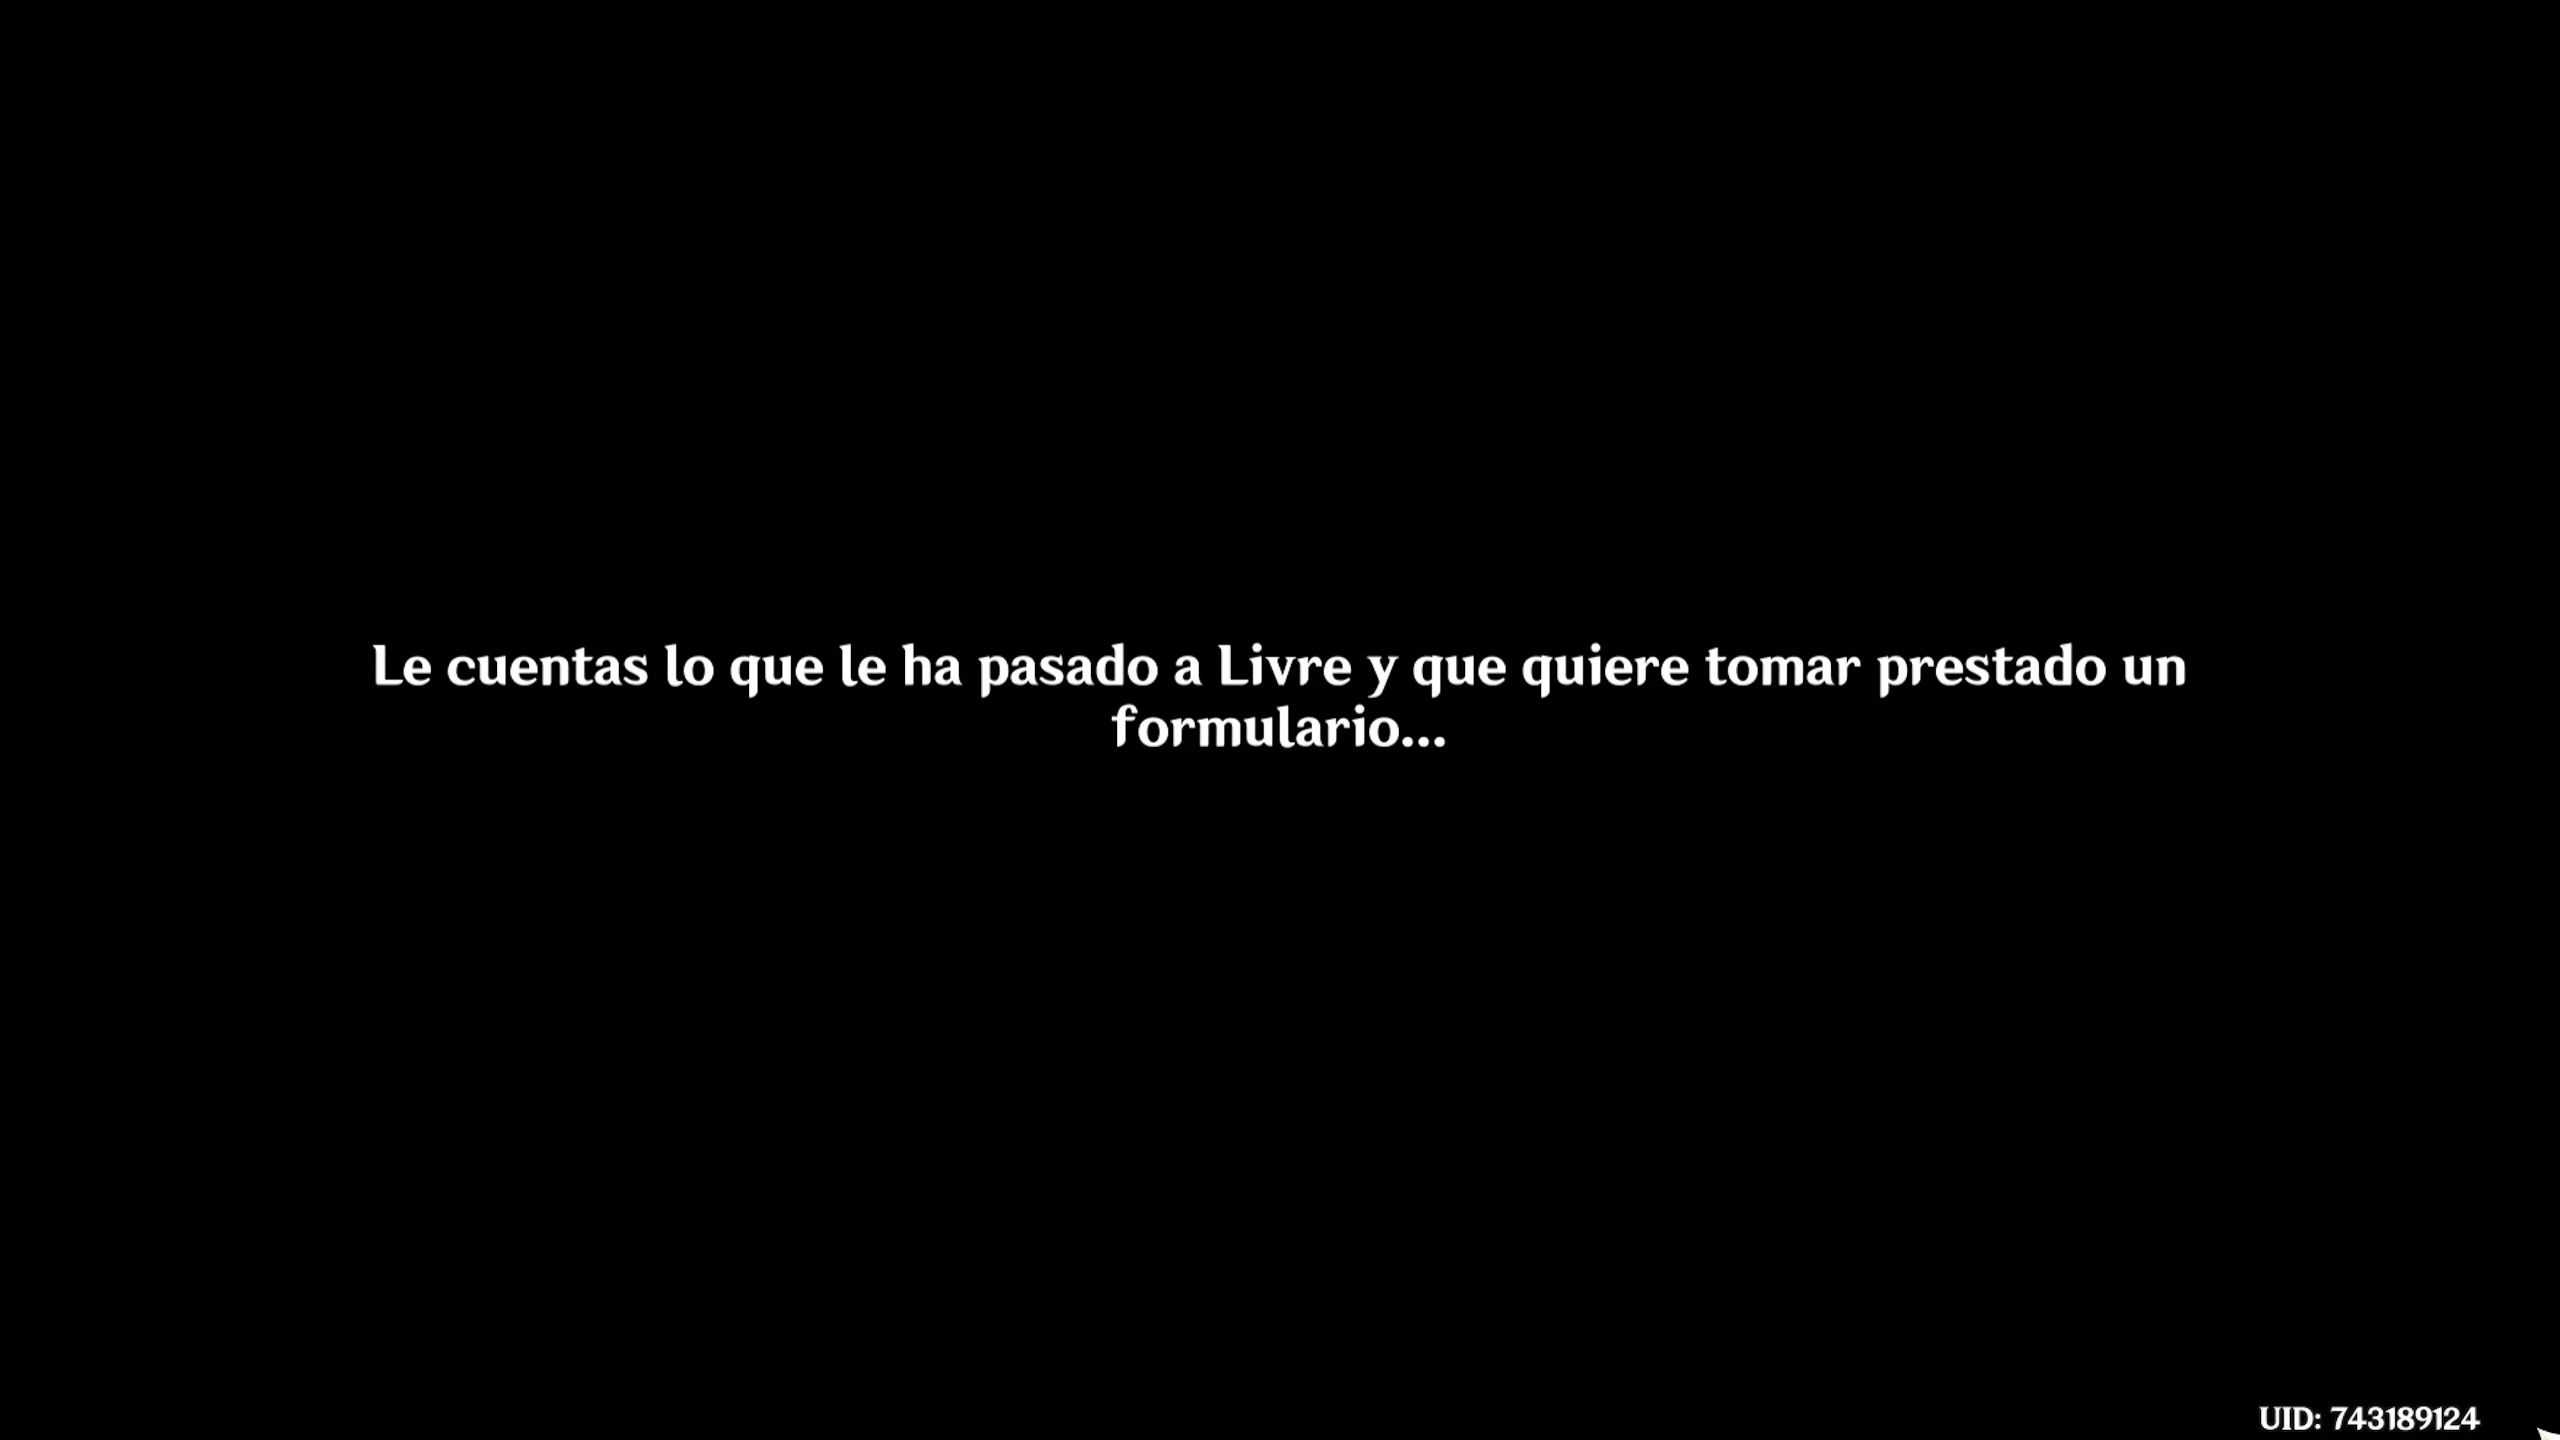 Le cuentas lo que le ha pasado a Livre y que quiere tomar prestado un
formulario...
UID: 743189124